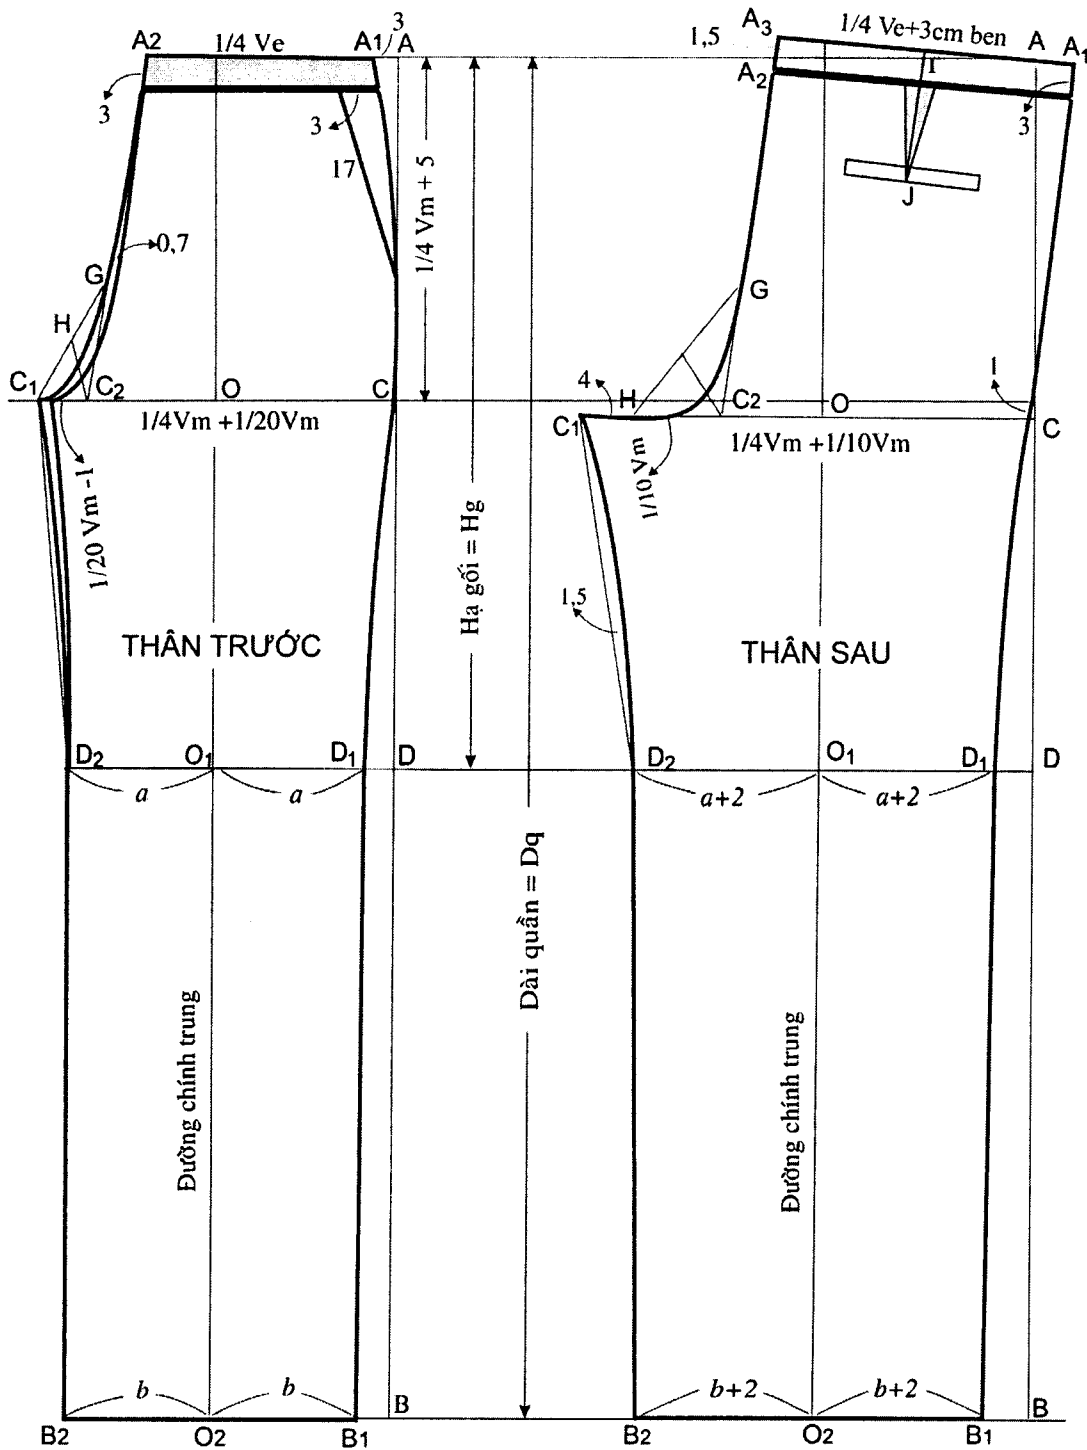 A2
1/4 Ve
A1
3
A
3
3
17
1/4 Vm + 5
0,7
G
H
C1
C2
O
C
1/4Vm +1/20Vm
1/20 Vm -1
Hạ gối = Hg
THÂN TRƯỚC
D2
O1
D1
D
a
a
Dài quần = Dq
Đường chính trung
b
b
B
B2
O2
B1
A3
1/4 Ve+3cm ben
A
A1
1,5
I
A2
3
J
G
1
4
H
C2
O
C1
C
1/4Vm +1/10Vm
1/10 Vm
1,5
THÂN SAU
D2
O1
D1
D
a+2
a+2
Đường chính trung
b+2
b+2
B
B2
O2
B1